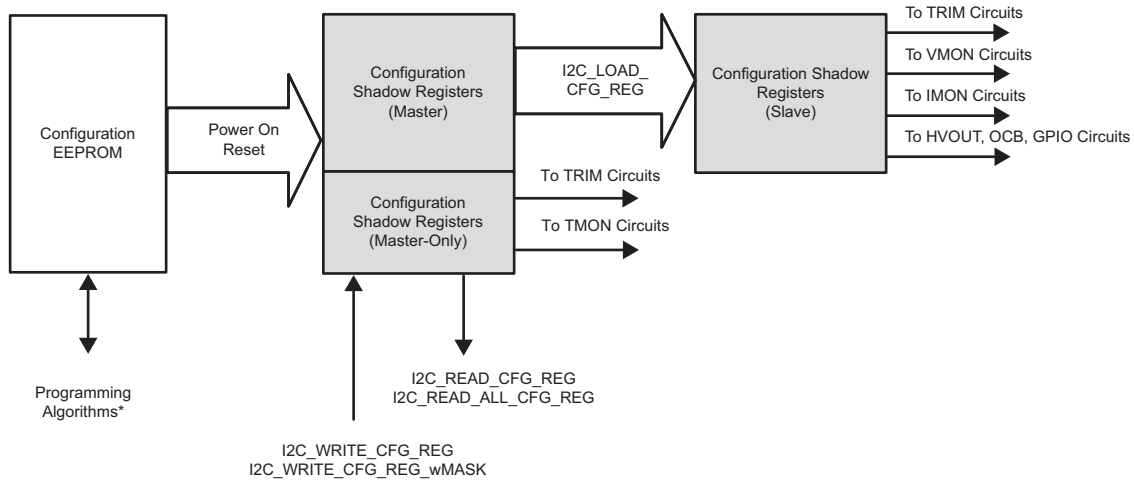 Configuration
EEPROM
Power On
Reset
Configuration
Shadow Registers
(Master)
Configuration
Shadow Registers
(Master-Only)
I2C_LOAD_
CFG_REG
Configuration Shadow
Registers
(Slave)
To TRIM Circuits
To VMON Circuits
To IMON Circuits
To HVOUT, OCB, GPIO Circuits
To TRIM Circuits
To TMON Circuits
Programming
Algorithms*
I2C_READ_CFG_REG
I2C_READ_ALL_CFG_REG
I2C_WRITE_CFG_REG
I2C_WRITE_CFG_REG_wMASK